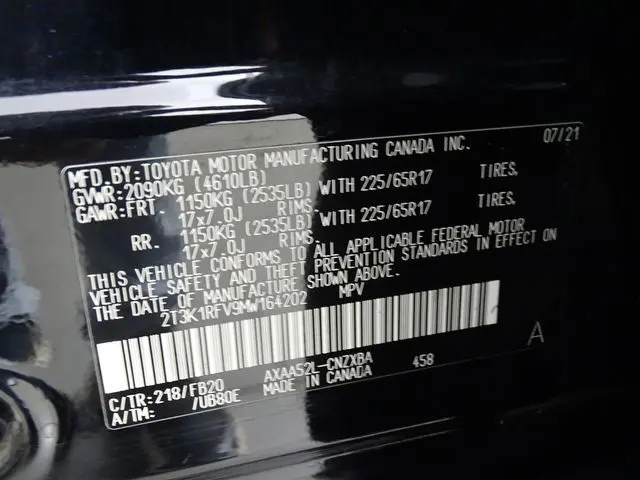 MFD. BY: TOYOTA MOTOR MANUFACTURING CANADA INC. 07/21
GVWR: 2090KG (4610LB)
GAWR: FRT. 1150KG (2535LB) WITH 225/65R17 TIRES,
17x7.0J RIMS.
RR. 1150KG (2535LB) WITH 225/65R17 TIRES,
17x7.0J RIMS.
THIS VEHICLE CONFORMS TO ALL APPLICABLE FEDERAL MOTOR
VEHICLE SAFETY AND THEFT PREVENTION STANDARDS IN EFFECT ON
THE DATE OF MANUFACTURE SHOWN ABOVE.
2T3K1RFV9MW164202 MPV
A
C/TR: 218/FB20 AXAA52L-CNZXBA 458
A/TM: /UB80E MADE IN CANADA